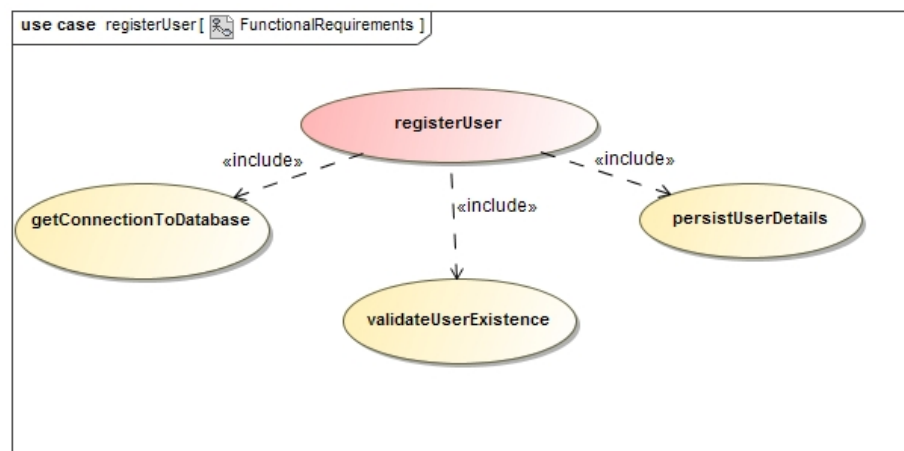 use case registerUser [ FunctionalRequirements ]
registerUser
«include»
«include»
«include»
getConnectionToDatabase
persistUserDetails
validateUserExistence